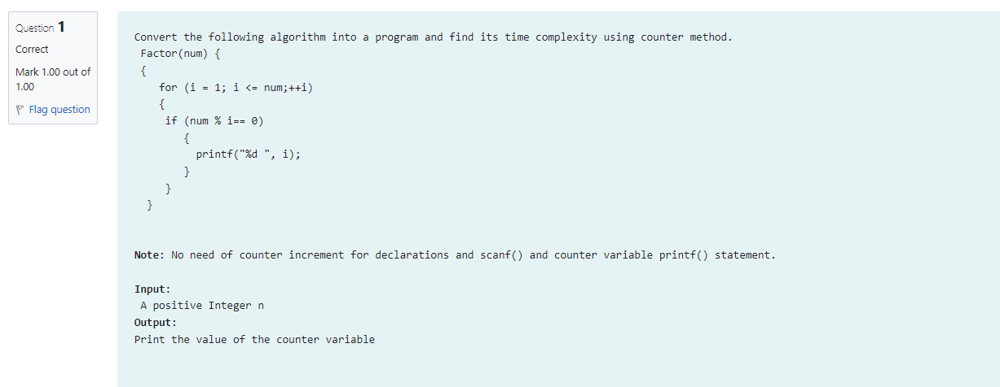 Question 1
Correct
Mark 1.00 out of
1.00
Flag question
Convert the following algorithm into a program and find its time complexity using counter method.
Factor(num) {
{
for (i = 1; i <= num;++i)
{
if (num % i== 0)
{
printf("%d ", i);
}
}
}
Note: No need of counter increment for declarations and scanf() and counter variable printf() statement.
Input:
A positive Integer n
Output:
Print the value of the counter variable